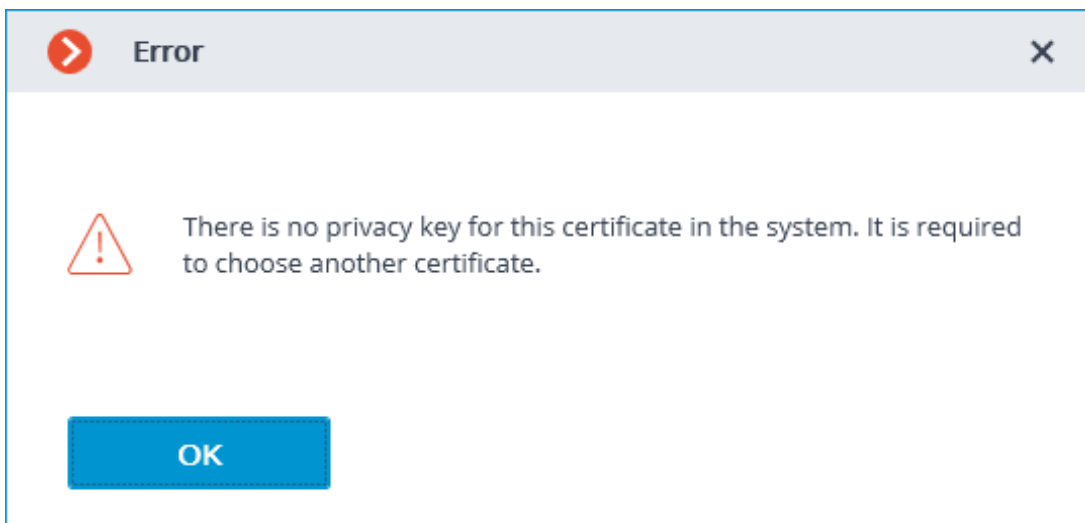 Error
There is no privacy key for this certificate in the system. It is required
to choose another certificate.
OK